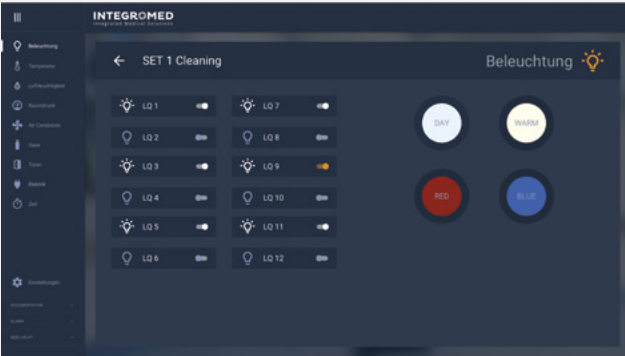 INTEGROMED
Integrated Medical Solutions
Beleuchtung
Temperatur
Luftfeuchtigkeit
Raumdruck
Air Conditions
Gase
Türen
Elektrik
Zeit
Einstellungen
SET 1 Cleaning
Beleuchtung
LQ 1
LQ 7
LQ 2
LQ 8
LQ 3
LQ 9
LQ 4
LQ 10
LQ 5
LQ 11
LQ 6
LQ 12
DAY
WARM
RED
BLUE